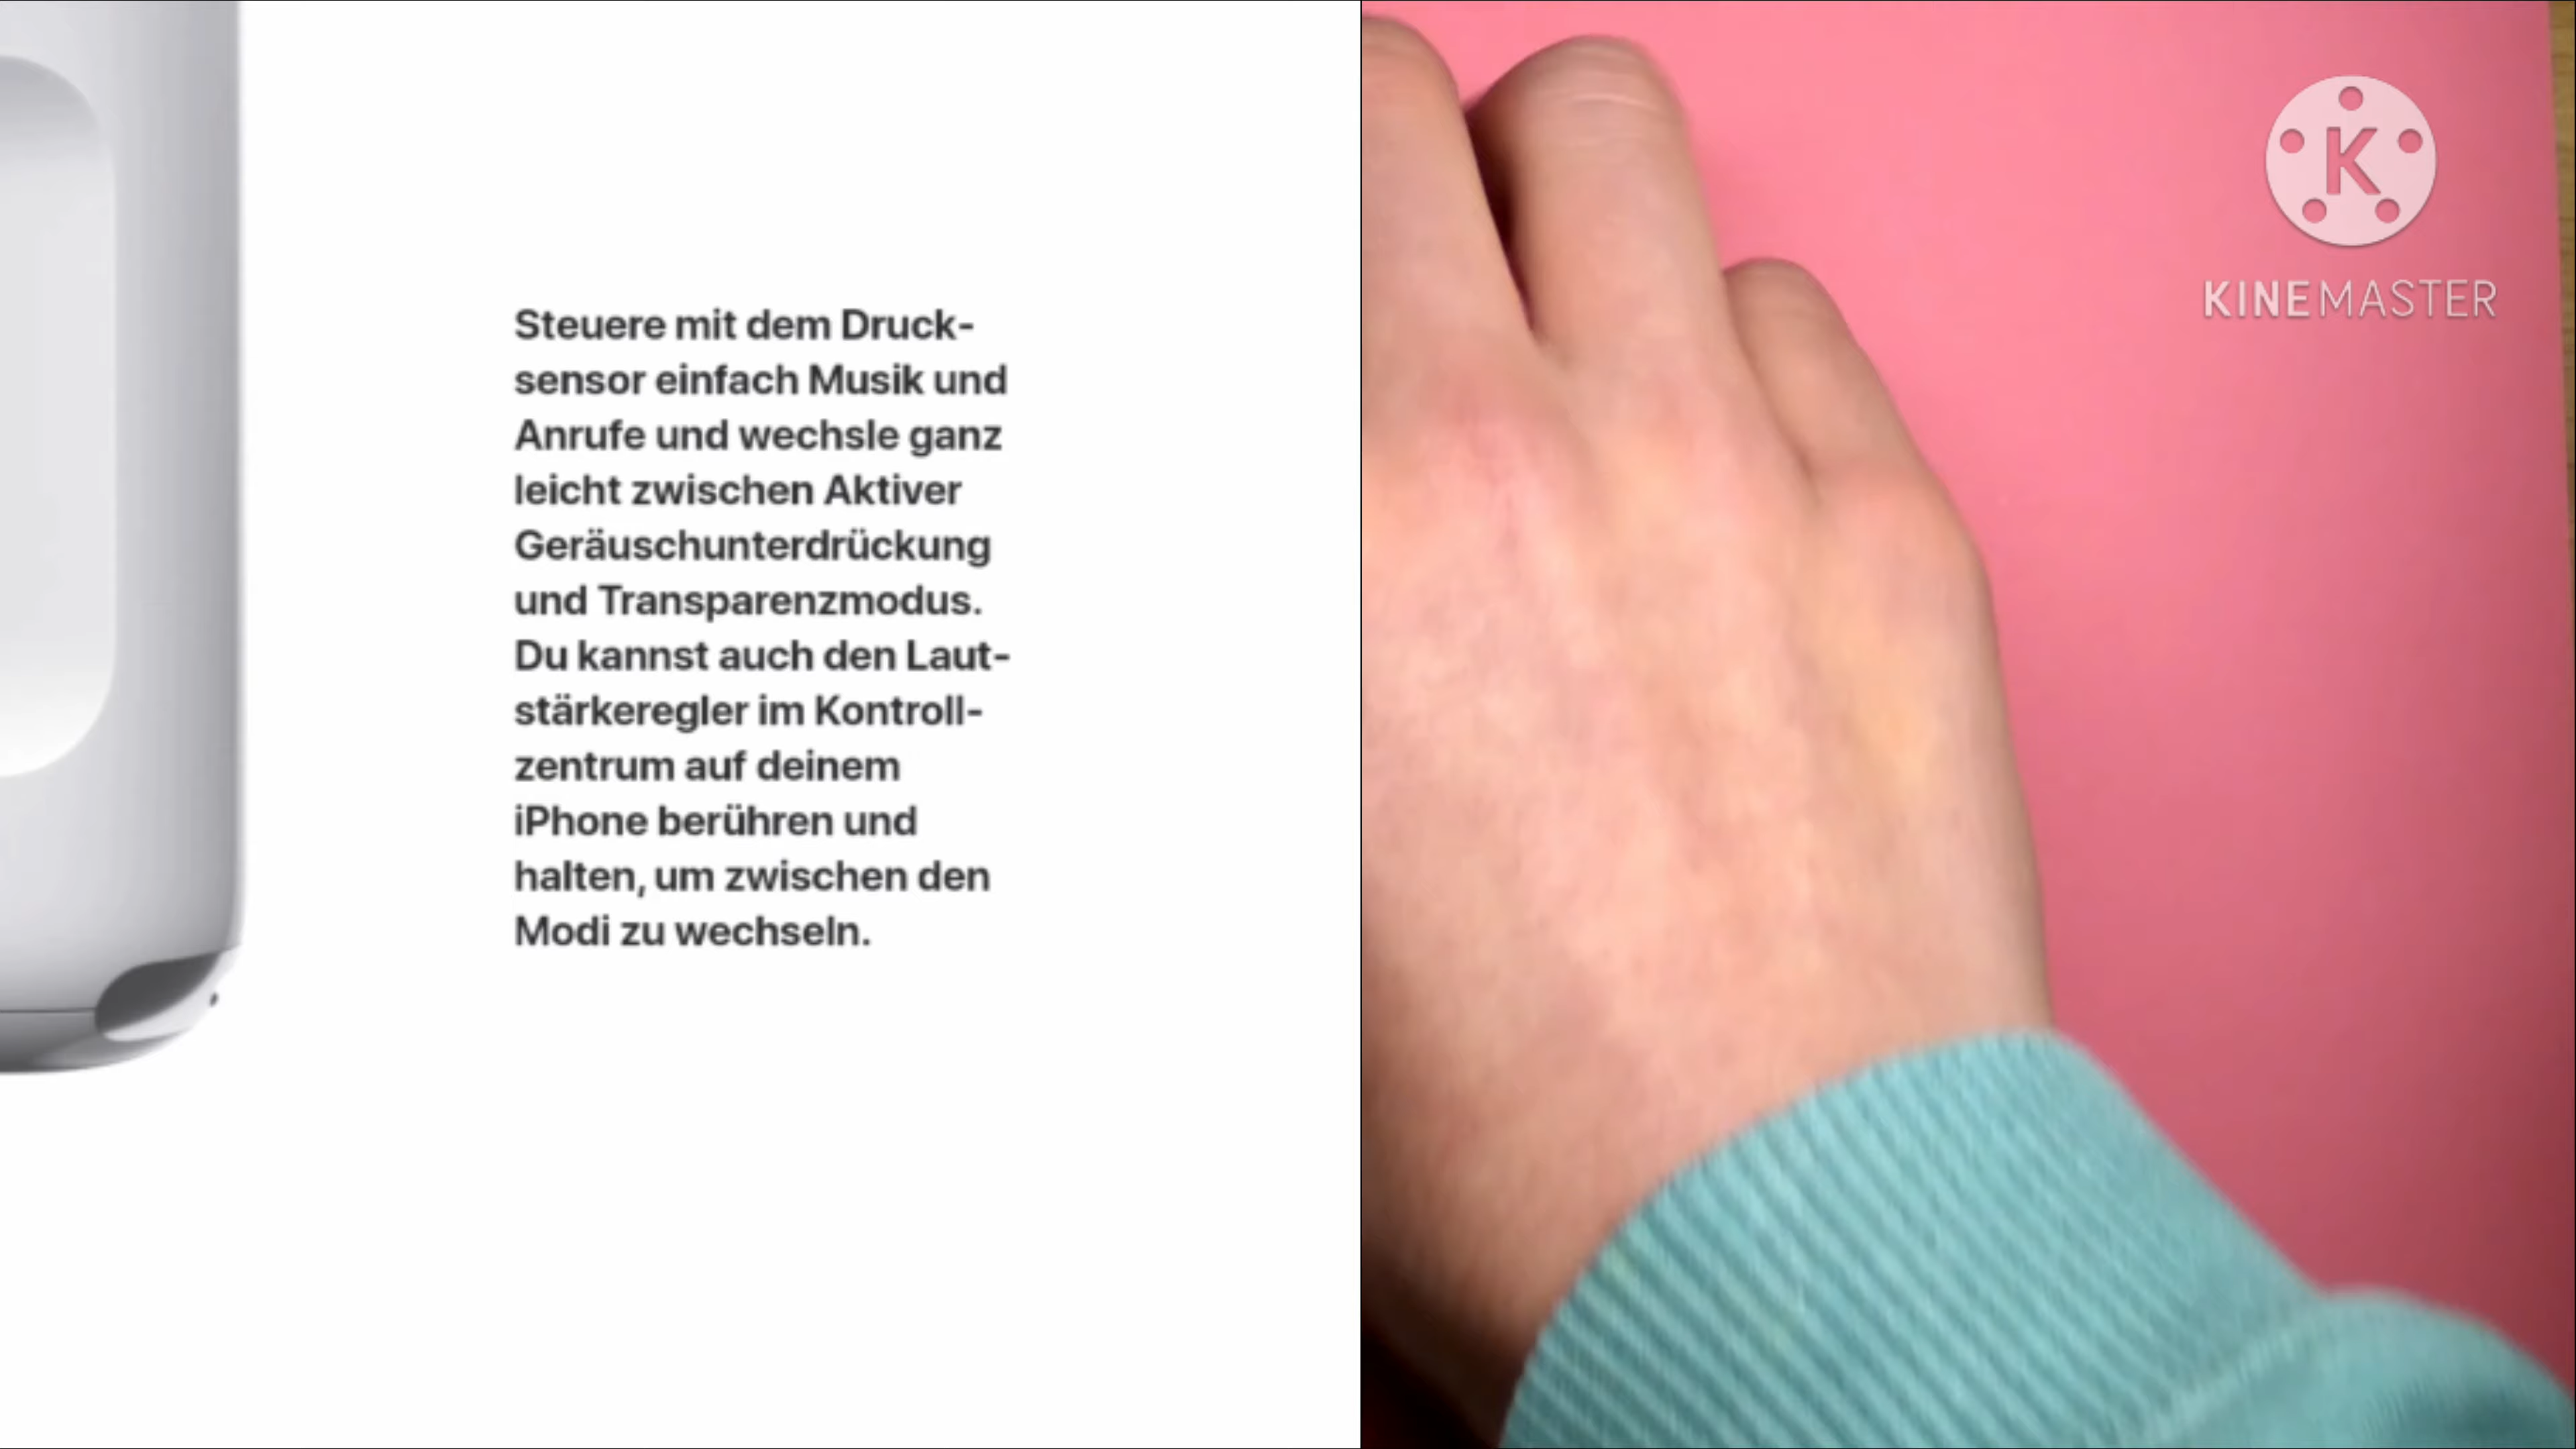 Steuere mit dem Druck-
sensor einfach Musik und
Anrufe und wechsle ganz
leicht zwischen Aktiver
Geräuschunterdrückung
und Transparenzmodus.
Du kannst auch den Laut-
stärkeregler im Kontroll-
zentrum auf deinem
iPhone berühren und
halten, um zwischen den
Modi zu wechseln.
K
KINEMASTER